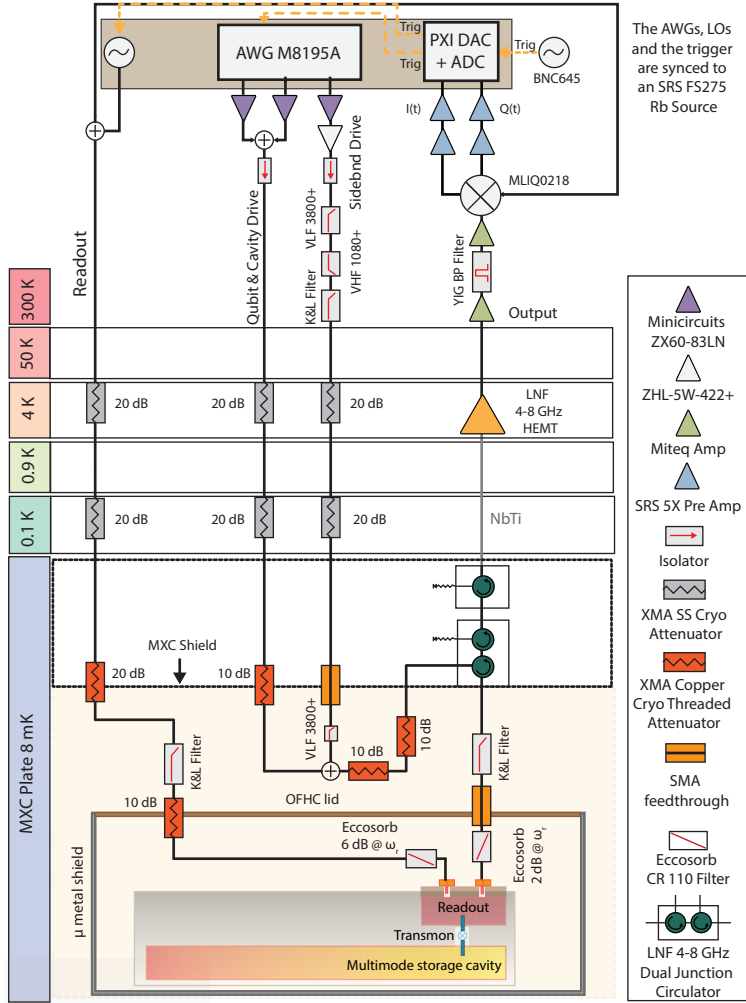 Trig
Trig
AWG M8195A
PXI DAC
+ ADC
Trig
BNC645
The AWGs, LOs
and the trigger
are synced to
an SRS FS275
Rb Source
I(t)
Q(t)
MLIQ0218
Readout
Qubit & Cavity Drive
Sidebnd Drive
VLF 3800+
VHF 1080+
K&L Filter
YIG BP Filter
Output
300 K
50 K
4 K
20 dB
20 dB
20 dB
LNF
4-8 GHz
HEMT
0.9 K
0.1 K
20 dB
20 dB
20 dB
NbTi
MXC Plate 8 mK
MXC Shield
20 dB
10 dB
VLF 3800+
10 dB
10 dB
K&L Filter
K&L Filter
10 dB
OFHC lid
Eccosorb
6 dB @ ωr
Eccosorb
2 dB @ ωr
μ metal shield
Readout
Transmon
Multimode storage cavity
Minicircuits
ZX60-83LN
ZHL-5W-422+
Miteq Amp
SRS 5X Pre Amp
Isolator
XMA SS Cryo
Attenuator
XMA Copper
Cryo Threaded
Attenuator
SMA
feedthrough
Eccosorb
CR 110 Filter
LNF 4-8 GHz
Dual Junction
Circulator